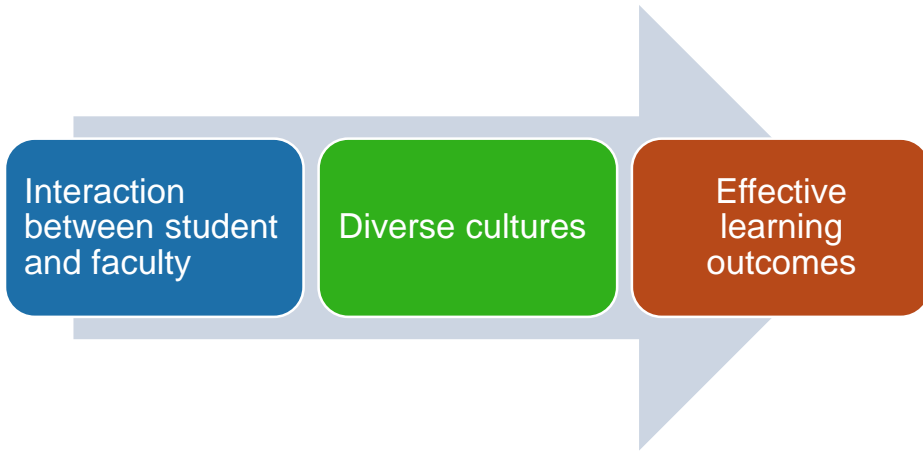 Interaction
between student
and faculty
Diverse cultures
Effective
learning
outcomes